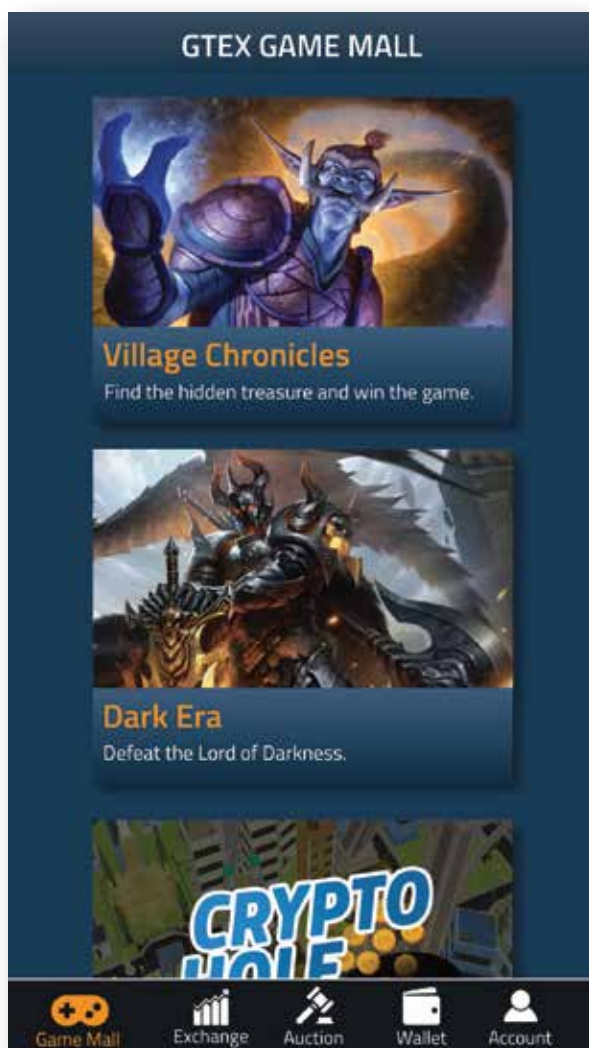 GTEX GAME MALL
Village Chronicles
Find the hidden treasure and win the game.
Dark Era
Defeat the Lord of Darkness.
CRYPTO
HOLE
Game Mall Exchange Auction Wallet Account